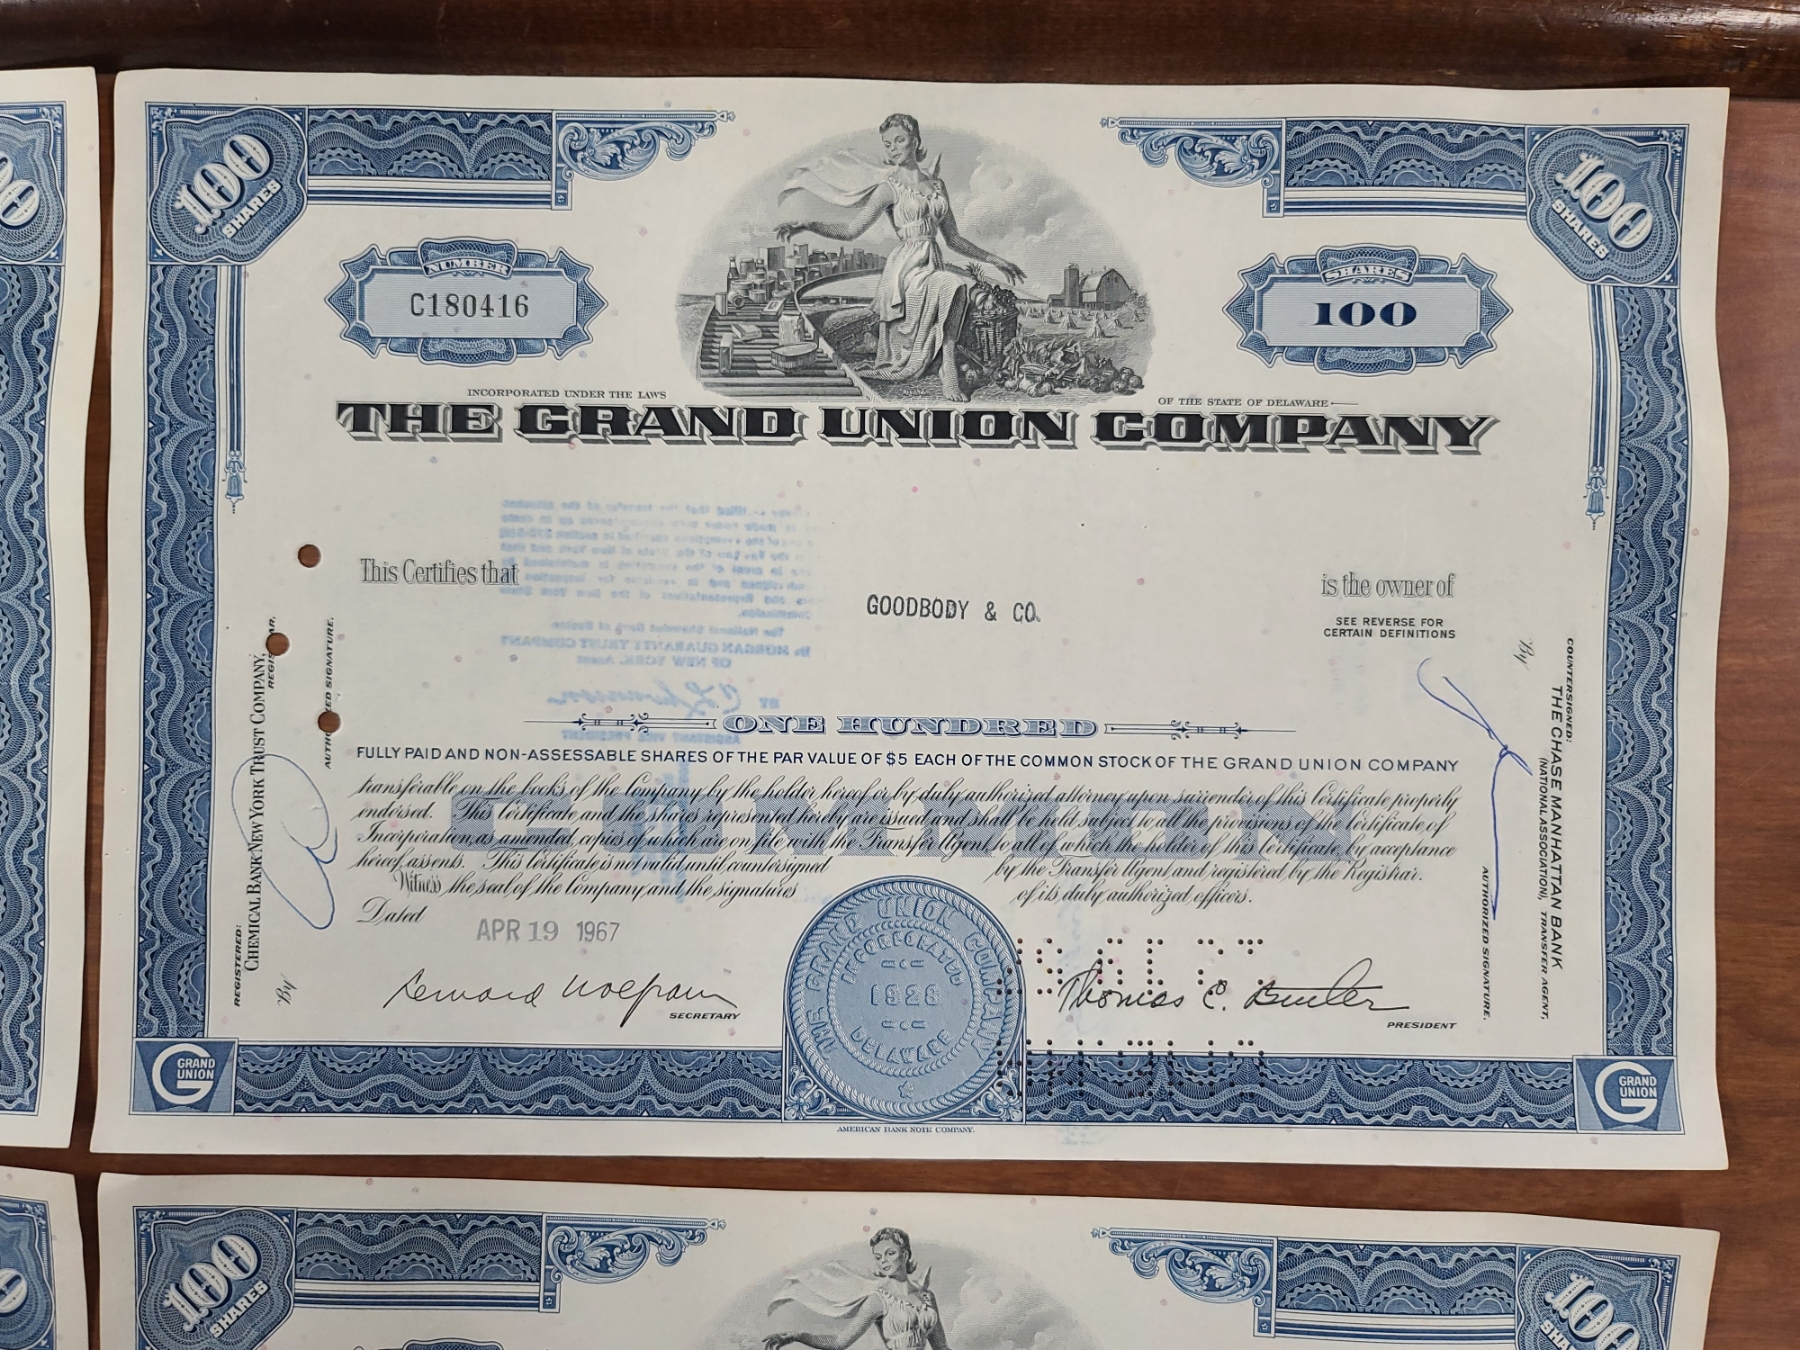 100 SHARES
100 SHARES
NUMBER
C180416
SHARES
100
INCORPORATED UNDER THE LAWS
OF THE STATE OF DELAWARE
THE GRAND UNION COMPANY
This Certifies that
GOODBODY & CO.
is the owner of
SEE REVERSE FOR
CERTAIN DEFINITIONS
ONE HUNDRED
FULLY PAID AND NON-ASSESSABLE SHARES OF THE PAR VALUE OF $5 EACH OF THE COMMON STOCK OF THE GRAND UNION COMPANY
COMMON
transferable on the books of the Company by the holder hereof or by duly authorized attorney upon surrender of this Certificate properly
endorsed. This Certificate and the shares represented hereby are issued and shall be held subject to all the provisions of the Certificate of
Incorporation, as amended, copies of which are on file with the Transfer Agent, to all of which the holder of this Certificate, by acceptance
hereof, assents. This Certificate is not valid until countersigned by the Transfer Agent and registered by the Registrar.
Witness the seal of the Company and the signatures of its duly authorized officers.
Dated
APR 19 1967
SECRETARY
Thomas C. Butler
PRESIDENT
THE GRAND UNION COMPANY
INCORPORATED
1928
DELAWARE
REGISTERED:
CHEMICAL BANK NEW YORK TRUST COMPANY,
REGISTRAR.
By
AUTHORIZED SIGNATURE.
COUNTERSIGNED:
THE CHASE MANHATTAN BANK
(NATIONAL ASSOCIATION), TRANSFER AGENT,
By
AUTHORIZED SIGNATURE.
G GRAND UNION
G GRAND UNION
AMERICAN BANK NOTE COMPANY.
100 SHARES
100 SHARES